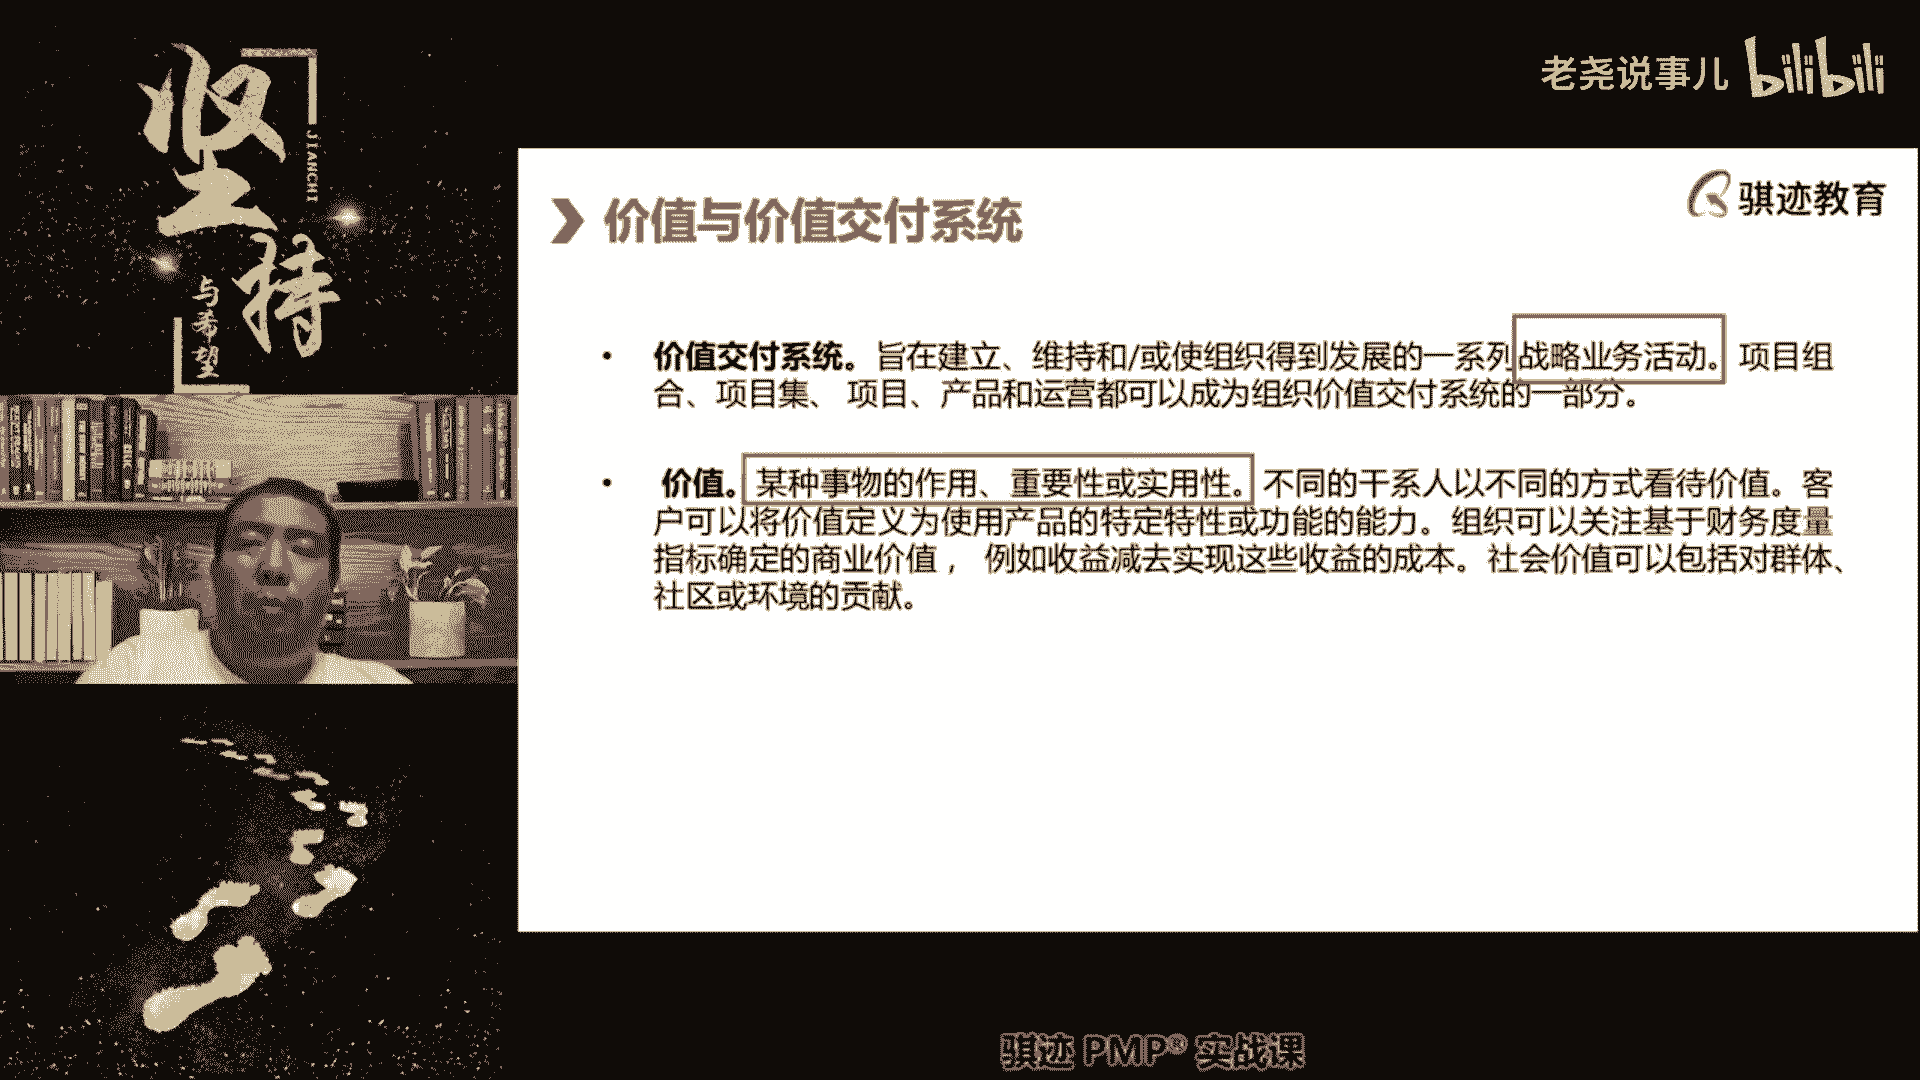 坚持
JIANCHI
与希望
老尧说事儿 bilibili
骐迹教育
价值与价值交付系统
• 价值交付系统。旨在建立、维持和/或使组织得到发展的一系列战略业务活动。项目组
合、项目集、 项目、产品和运营都可以成为组织价值交付系统的一部分。
• 价值。某种事物的作用、重要性或实用性。不同的干系人以不同的方式看待价值。客
户可以将价值定义为使用产品的特定特性或功能的能力。组织可以关注基于财务度量
指标确定的商业价值， 例如收益减去实现这些收益的成本。社会价值可以包括对群体、
社区或环境的贡献。
骐迹 PMP® 实战课